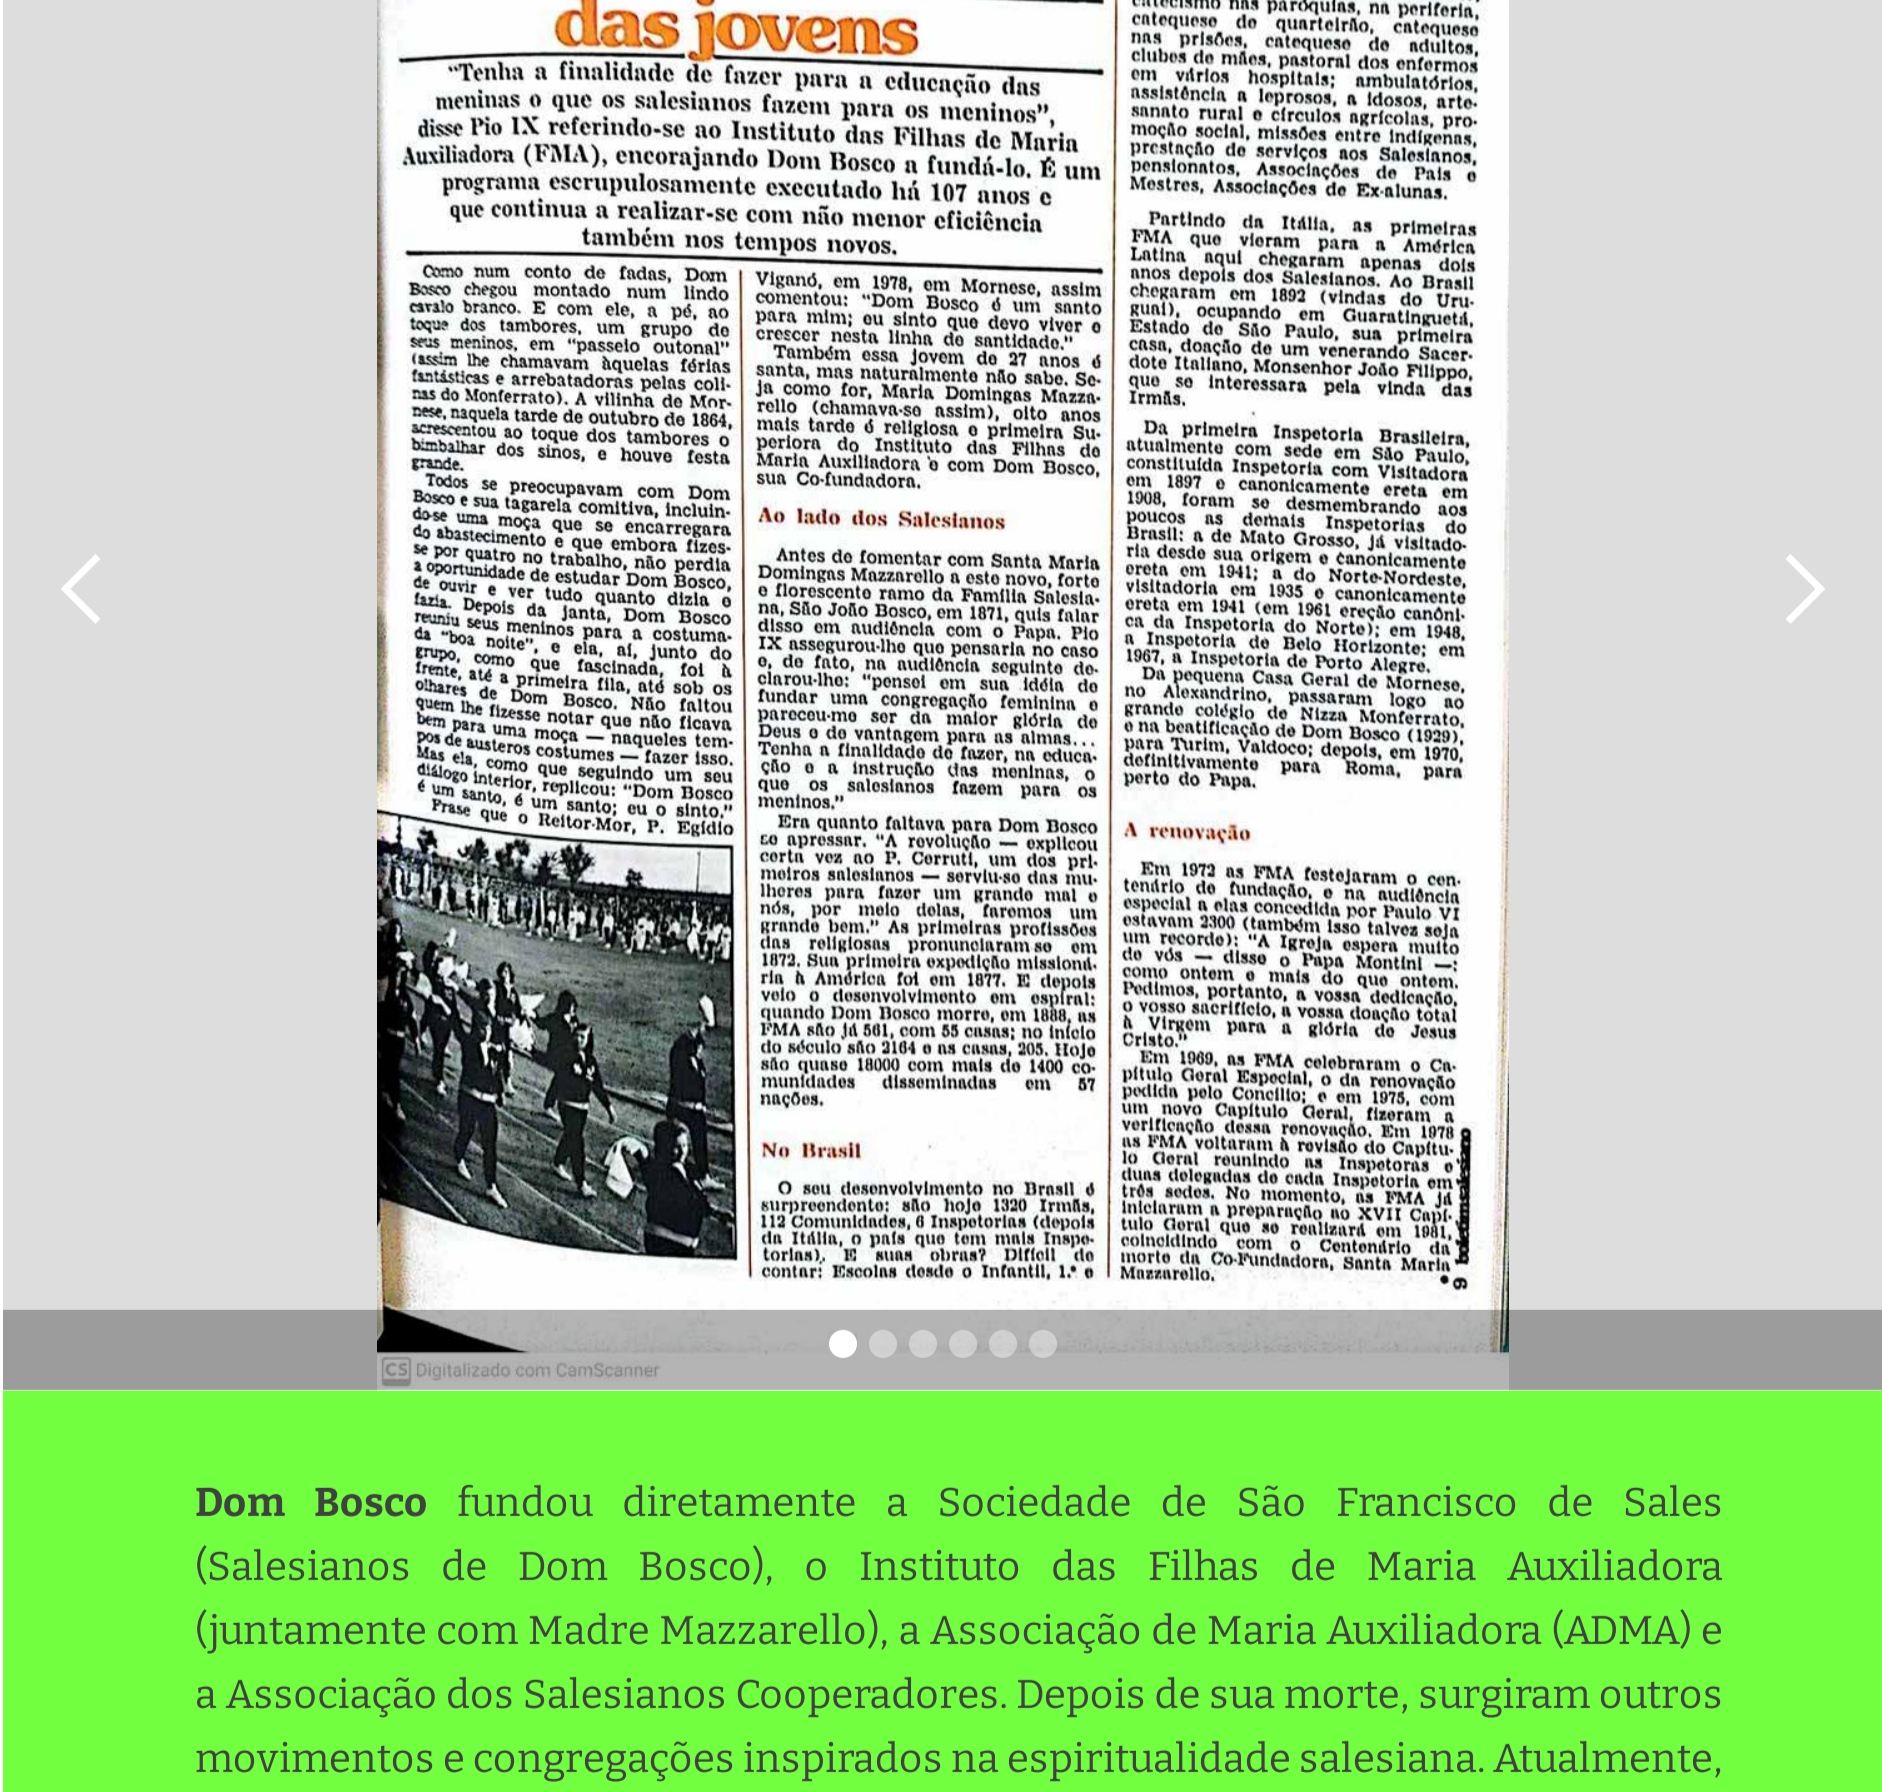 das jovens
“Tenha a finalidade de fazer para a educação das
meninas o que os salesianos fazem para os meninos”,
disse Pio IX referindo-se ao Instituto das Filhas de Maria
Auxiliadora (FMA), encorajando Dom Bosco a fundá-lo. É um
programa escrupulosamente executado há 107 anos e
que continua a realizar-se com não menor eficiência
também nos tempos novos.
Como num conto de fadas, Dom
Bosco chegou montado num lindo
cavalo branco. E com ele, a pé, ao
toque dos tambores, um grupo de
seus meninos, em “passeio outonal”
(assim lhe chamavam àquelas férias
fantásticas e arrebatadoras pelas coli-
nas do Monferrato). A vilinha de Mor-
nese, naquela tarde de outubro de 1864,
acrescentou ao toque dos tambores o
bimbalhar dos sinos, e houve festa
grande.
Todos se preocupavam com Dom
Bosco e sua tagarela comitiva, incluin-
do-se uma moça que se encarregara
do abastecimento e que embora fizes-
se por quatro no trabalho, não perdia
a oportunidade de estudar Dom Bosco,
de ouvir e ver tudo quanto dizia e
fazia. Depois da janta, Dom Bosco
reuniu seus meninos para a costuma-
da “boa noite”, e ela, aí, junto do
grupo, como que fascinada, foi à
frente, até a primeira fila, até sob os
olhares de Dom Bosco. Não faltou
quem lhe fizesse notar que não ficava
bem para uma moça — naqueles tem-
pos de austeros costumes — fazer isso.
Mas ela, como que seguindo um seu
diálogo interior, replicou: “Dom Bosco
é um santo, é um santo; eu o sinto.”
Frase que o Reitor-Mor, P. Egídio
Viganó, em 1978, em Mornese, assim
comentou: “Dom Bosco é um santo
para mim; eu sinto que devo viver e
crescer nesta linha de santidade.”
Também essa jovem de 27 anos é
santa, mas naturalmente não sabe. Se-
ja como for, Maria Domingas Mazza-
rello (chamava-se assim), oito anos
mais tarde é religiosa e primeira Su-
periora do Instituto das Filhas de
Maria Auxiliadora e com Dom Bosco,
sua Co-fundadora.
Ao lado dos Salesianos
Antes de fomentar com Santa Maria
Domingas Mazzarello a este novo, forte
e florescente ramo da Família Salesia-
na, São João Bosco, em 1871, quis falar
disso em audiência com o Papa. Pio
IX assegurou-lhe que pensaria no caso
e, de fato, na audiência seguinte de-
clarou-lhe: “pensei em sua idéia de
fundar uma congregação feminina e
pareceu-me ser da maior glória de
Deus e de vantagem para as almas...
Tenha a finalidade de fazer, na educa-
ção e a instrução das meninas, o
que os salesianos fazem para os
meninos.”
Era quanto faltava para Dom Bosco
se apressar. “A revolução — explicou
certa vez ao P. Cerruti, um dos pri-
meiros salesianos — serviu-se das mu-
lheres para fazer um grande mal e
nós, por meio delas, faremos um
grande bem.” As primeiras profissões
das religiosas pronunciaram-se em
1872. Sua primeira expedição missioná-
ria à América foi em 1877. E depois
veio o desenvolvimento em espiral:
quando Dom Bosco morre, em 1888, as
FMA são já 561, com 55 casas; no início
do século são 2164 e as casas, 205. Hoje
são quase 18000 com mais de 1400 co-
munidades disseminadas em 57
nações.
No Brasil
O seu desenvolvimento no Brasil é
surpreendente: são hoje 1320 Irmãs,
112 Comunidades, 6 Inspetorias (depois
da Itália, o país que tem mais Inspe-
torias). E suas obras? Difícil de
contar: Escolas desde o Infantil, 1.º e
catecismo nas paróquias, na periferia,
catequese de quarteirão, catequese
nas prisões, catequese de adultos,
clubes de mães, pastoral dos enfermos
em vários hospitais; ambulatórios,
assistência a leprosos, a idosos, arte-
sanato rural e círculos agrícolas, pro-
moção social, missões entre indígenas,
prestação de serviços aos Salesianos,
pensionatos, Associações de Pais e
Mestres, Associações de Ex-alunas.
Partindo da Itália, as primeiras
FMA que vieram para a América
Latina aqui chegaram apenas dois
anos depois dos Salesianos. Ao Brasil
chegaram em 1892 (vindas do Uru-
guai), ocupando em Guaratinguetá,
Estado de São Paulo, sua primeira
casa, doação de um venerando Sacer-
dote Italiano, Monsenhor João Filippo,
que se interessara pela vinda das
Irmãs.
Da primeira Inspetoria Brasileira,
atualmente com sede em São Paulo,
constituída Inspetoria com Visitadora
em 1897 e canonicamente ereta em
1908, foram se desmembrando aos
poucos as demais Inspetorias do
Brasil: a de Mato Grosso, já visitado-
ria desde sua origem e canonicamente
ereta em 1941; a do Norte-Nordeste,
visitadoria em 1935 e canonicamente
ereta em 1941 (em 1961 ereção canôni-
ca da Inspetoria do Norte); em 1948,
a Inspetoria de Belo Horizonte; em
1967, a Inspetoria de Porto Alegre.
Da pequena Casa Geral de Mornese,
no Alexandrino, passaram logo ao
grande colégio de Nizza Monferrato,
e na beatificação de Dom Bosco (1929),
para Turim, Valdoco; depois, em 1970,
definitivamente para Roma, para
perto do Papa.
A renovação
Em 1972 as FMA festejaram o cen-
tenário de fundação, e na audiência
especial a elas concedida por Paulo VI
estavam 2300 (também isso talvez seja
um recorde): “A Igreja espera muito
de vós — disse o Papa Montini —:
como ontem e mais do que ontem.
Pedimos, portanto, a vossa dedicação,
o vosso sacrifício, a vossa doação total
à Virgem para a glória de Jesus
Cristo.”
Em 1969, as FMA celebraram o Ca-
pítulo Geral Especial, o da renovação
pedida pelo Concílio; e em 1975, com
um novo Capítulo Geral, fizeram a
verificação dessa renovação. Em 1978
as FMA voltaram à revisão do Capítu-
lo Geral reunindo as Inspetoras e
duas delegadas de cada Inspetoria em
três sedes. No momento, as FMA já
iniciaram a preparação ao XVII Capí-
tulo Geral que se realizará em 1981,
coincidindo com o Centenário da
morte da Co-Fundadora, Santa Maria
Mazzarello.
9 boletim salesiano
CS Digitalizado com CamScanner
Dom Bosco fundou diretamente a Sociedade de São Francisco de Sales
(Salesianos de Dom Bosco), o Instituto das Filhas de Maria Auxiliadora
(juntamente com Madre Mazzarello), a Associação de Maria Auxiliadora (ADMA) e
a Associação dos Salesianos Cooperadores. Depois de sua morte, surgiram outros
movimentos e congregações inspirados na espiritualidade salesiana. Atualmente,